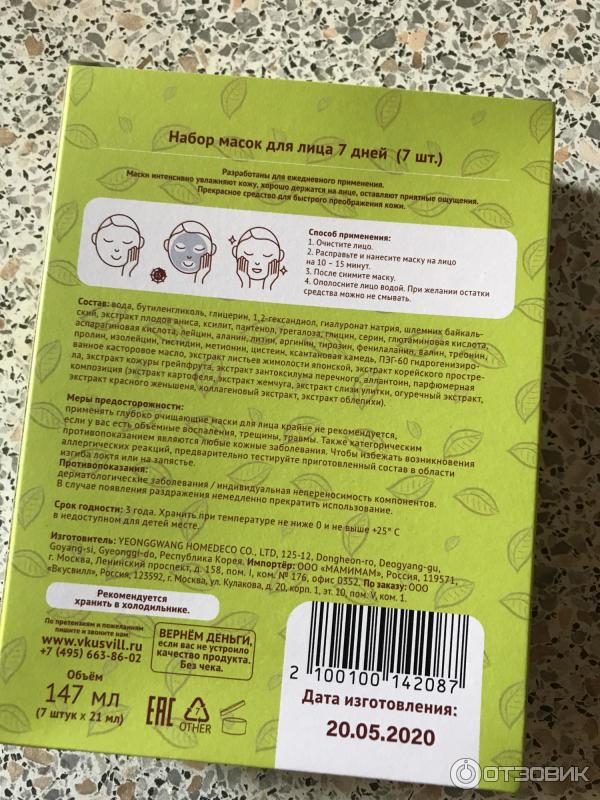 Набор масок для лица 7 дней (7 шт.)
Разработаны для ежедневного применения.
Маски интенсивно увлажняют кожу, хорошо держатся на лице, оставляют приятные ощущения.
Прекрасное средство для быстрого преображения кожи.
Способ применения:
1. Очистите лицо.
2. Расправьте и нанесите маску на лицо
на 10 – 15 минут.
3. После снимите маску.
4. Ополосните лицо водой. При желании остатки
средства можно не смывать.
Состав: вода, бутиленгликоль, глицерин, 1,2-гександиол, гиалуронат натрия, шлемник байкаль-
ский, экстракт плодов аниса, ксилит, пантенол, трегалоза, глицин, серин, глютаминовая кислота,
аспарагиновая кислота, лейцин, аланин, лизин, аргинин, тирозин, фенилаланин, валин, треонин,
пролин, изолейцин, гистидин, метионин, цистеин, ксантановая камедь, ПЭГ-60 гидрогенизиро-
ванное касторовое масло, экстракт листьев жимолости японской, экстракт корейского простре-
ла, экстракт кожуры грейпфрута, экстракт зантоксилума перечного, аллантоин, парфюмерная
композиция (экстракт картофеля, экстракт жемчуга, экстракт слизи улитки, огуречный экстракт,
экстракт красного женьшеня, коллагеновый экстракт, экстракт облепихи).
Меры предосторожности:
применять глубоко очищающие маски для лица крайне не рекомендуется,
если у вас есть объёмные воспаления, трещины, травмы. Также категорическим
противопоказанием являются любые кожные заболевания. Чтобы избежать возникновения
аллергических реакций, предварительно тестируйте приготовленный состав в области
изгиба локтя или на запястье.
Противопоказания:
дерматологические заболевания / индивидуальная непереносимость компонентов.
В случае появления раздражения немедленно прекратить использование.
Срок годности: 3 года. Хранить при температуре не ниже 0 и не выше +25° С
в недоступном для детей месте.
Изготовитель: YEONGGWANG HOMEDECO CO., LTD, 125-12, Dongheon-ro, Deogyang-gu,
Goyang-si, Gyeonggi-do, Республика Корея. Импортёр: ООО «МАМИМАМ», Россия, 119571,
г. Москва, Ленинский проспект, д. 158, пом. I, ком. № 176, офис 0352. По заказу: ООО
«Вкусвилл», Россия, 123592, г. Москва, ул. Кулакова, д. 20, корп. 1, эт. 10, пом. V, ком. 1.
Рекомендуется
хранить в холодильнике.
По претензиям и пожеланиям
пишите и звоните нам:
www.vkusvill.ru
+7 (495) 663-86-02
ВЕРНЁМ ДЕНЬГИ,
если вас не устроило
качество продукта.
Без чека.
Объём
147 мл
(7 штук x 21 мл)
EAC
7
OTHER
2 100100 142087
Дата изготовления:
20.05.2020
ОТЗОВИК